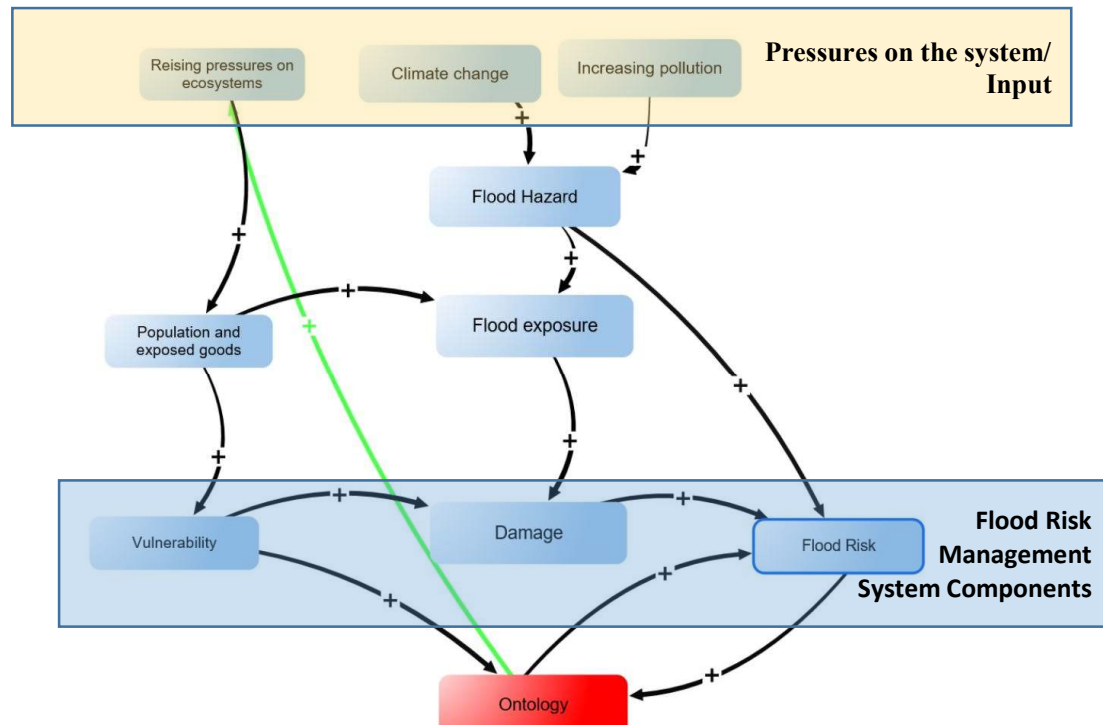 Pressures on the system/
Input
Reising pressures on
ecosystems
Climate change
Increasing pollution
+
+
Flood Hazard
+
+
Flood exposure
+
+
Population and
exposed goods
+
+
+
+
Flood Risk
Management
System Components
+
+
Vulnerability
Damage
Flood Risk
+
+
+
Ontology